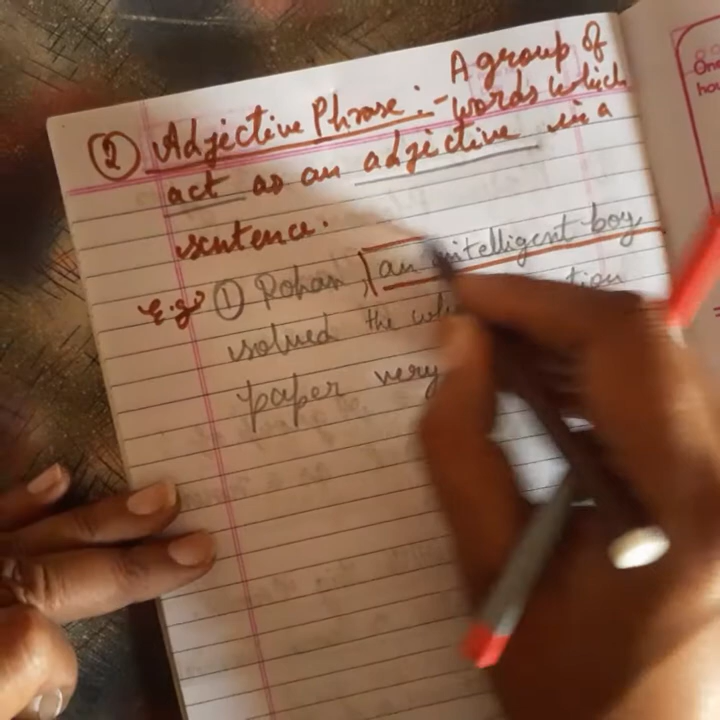 ② Adjective Phrase :- A group of
words which
act as an adjective in a
sentence.
e.g. ① Rohan, an intelligent boy
solved the
paper very